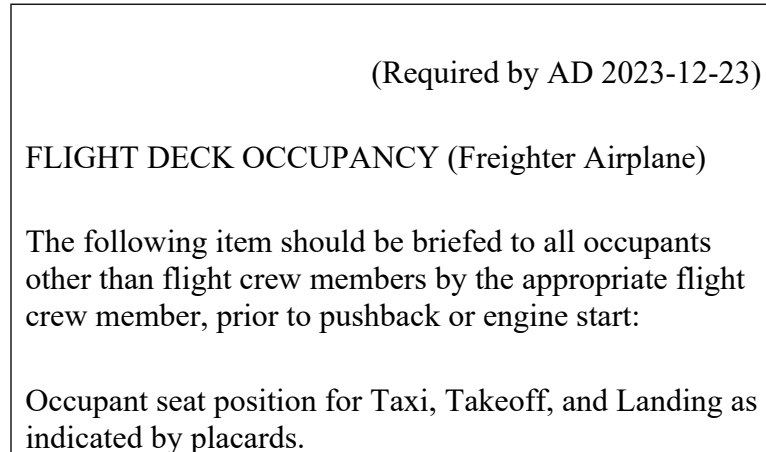 (Required by AD 2023-12-23)
FLIGHT DECK OCCUPANCY (Freighter Airplane)
The following item should be briefed to all occupants
other than flight crew members by the appropriate flight
crew member, prior to pushback or engine start:
Occupant seat position for Taxi, Takeoff, and Landing as
indicated by placards.